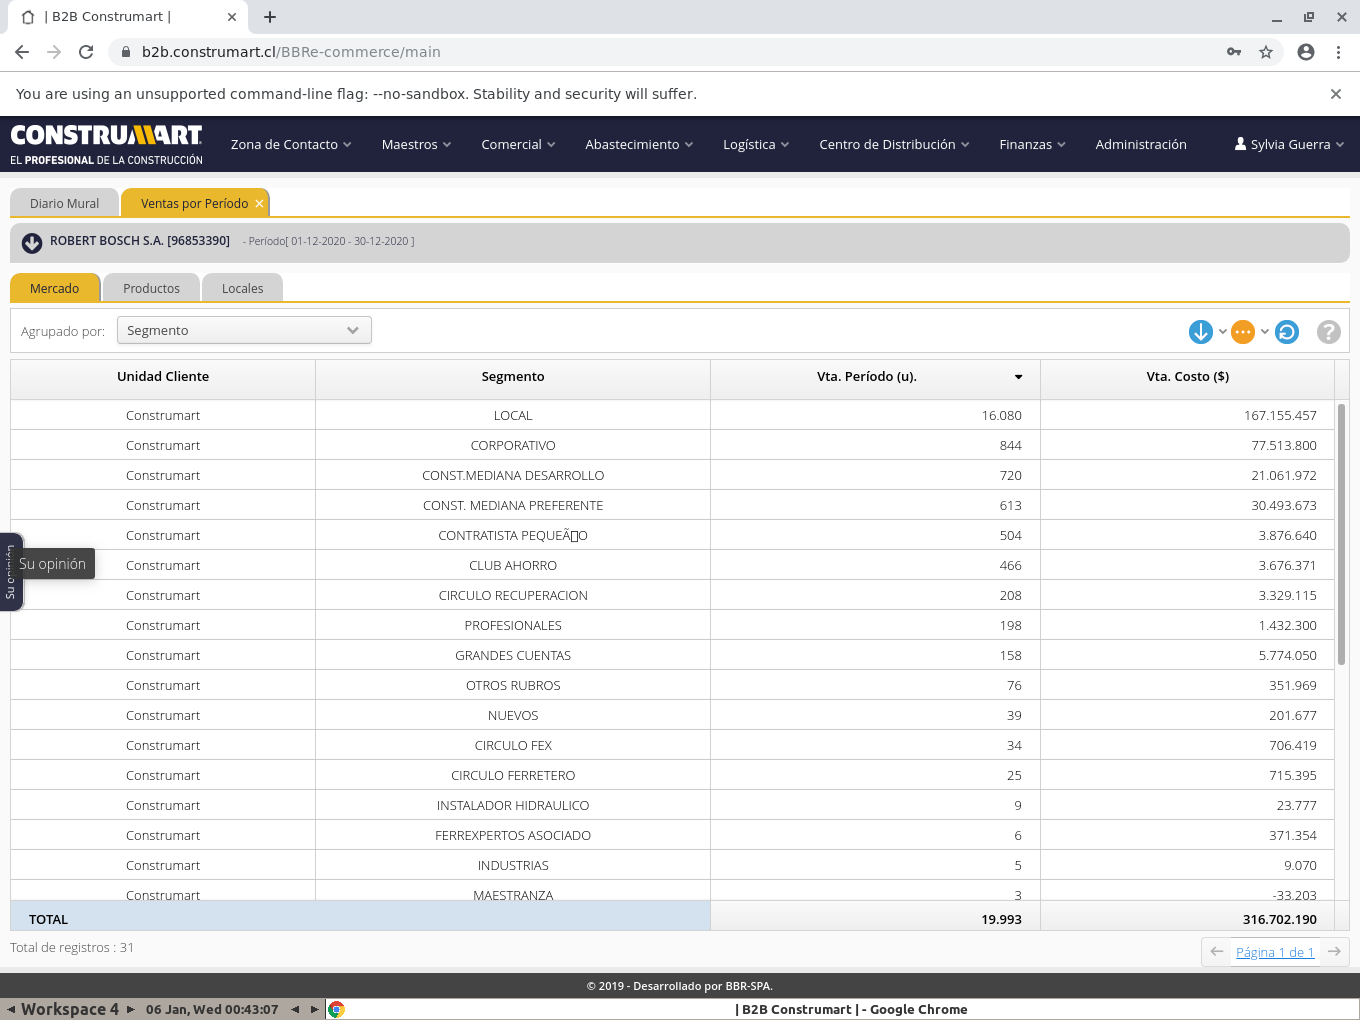 | B2B Construmart |
b2b.construmart.cl/BBRe-commerce/main
You are using an unsupported command-line flag: --no-sandbox. Stability and security will suffer.
CONSTRUMART
EL PROFESIONAL DE LA CONSTRUCCIÓN
Zona de Contacto Maestros Comercial Abastecimiento Logística Centro de Distribución Finanzas Administración Sylvia Guerra
Diario Mural Ventas por Período
ROBERT BOSCH S.A. [96853390] - Período[ 01-12-2020 - 30-12-2020 ]
Mercado Productos Locales
Agrupado por: Segmento
Unidad Cliente Segmento Vta. Período (u). Vta. Costo ($)
Construmart LOCAL 16.080 167.155.457
Construmart CORPORATIVO 844 77.513.800
Construmart CONST.MEDIANA DESARROLLO 720 21.061.972
Construmart CONST. MEDIANA PREFERENTE 613 30.493.673
Construmart CONTRATISTA PEQUEÃ▯O 504 3.876.640
Construmart CLUB AHORRO 466 3.676.371
Construmart CIRCULO RECUPERACION 208 3.329.115
Construmart PROFESIONALES 198 1.432.300
Construmart GRANDES CUENTAS 158 5.774.050
Construmart OTROS RUBROS 76 351.969
Construmart NUEVOS 39 201.677
Construmart CIRCULO FEX 34 706.419
Construmart CIRCULO FERRETERO 25 715.395
Construmart INSTALADOR HIDRAULICO 9 23.777
Construmart FERREXPERTOS ASOCIADO 6 371.354
Construmart INDUSTRIAS 5 9.070
Construmart MAESTRANZA 3 -33.203
TOTAL 19.993 316.702.190
Su opinión
Su opinión
Total de registros : 31
Página 1 de 1
© 2019 - Desarrollado por BBR-SPA.
Workspace 4 06 Jan, Wed 00:43:07 | B2B Construmart | - Google Chrome